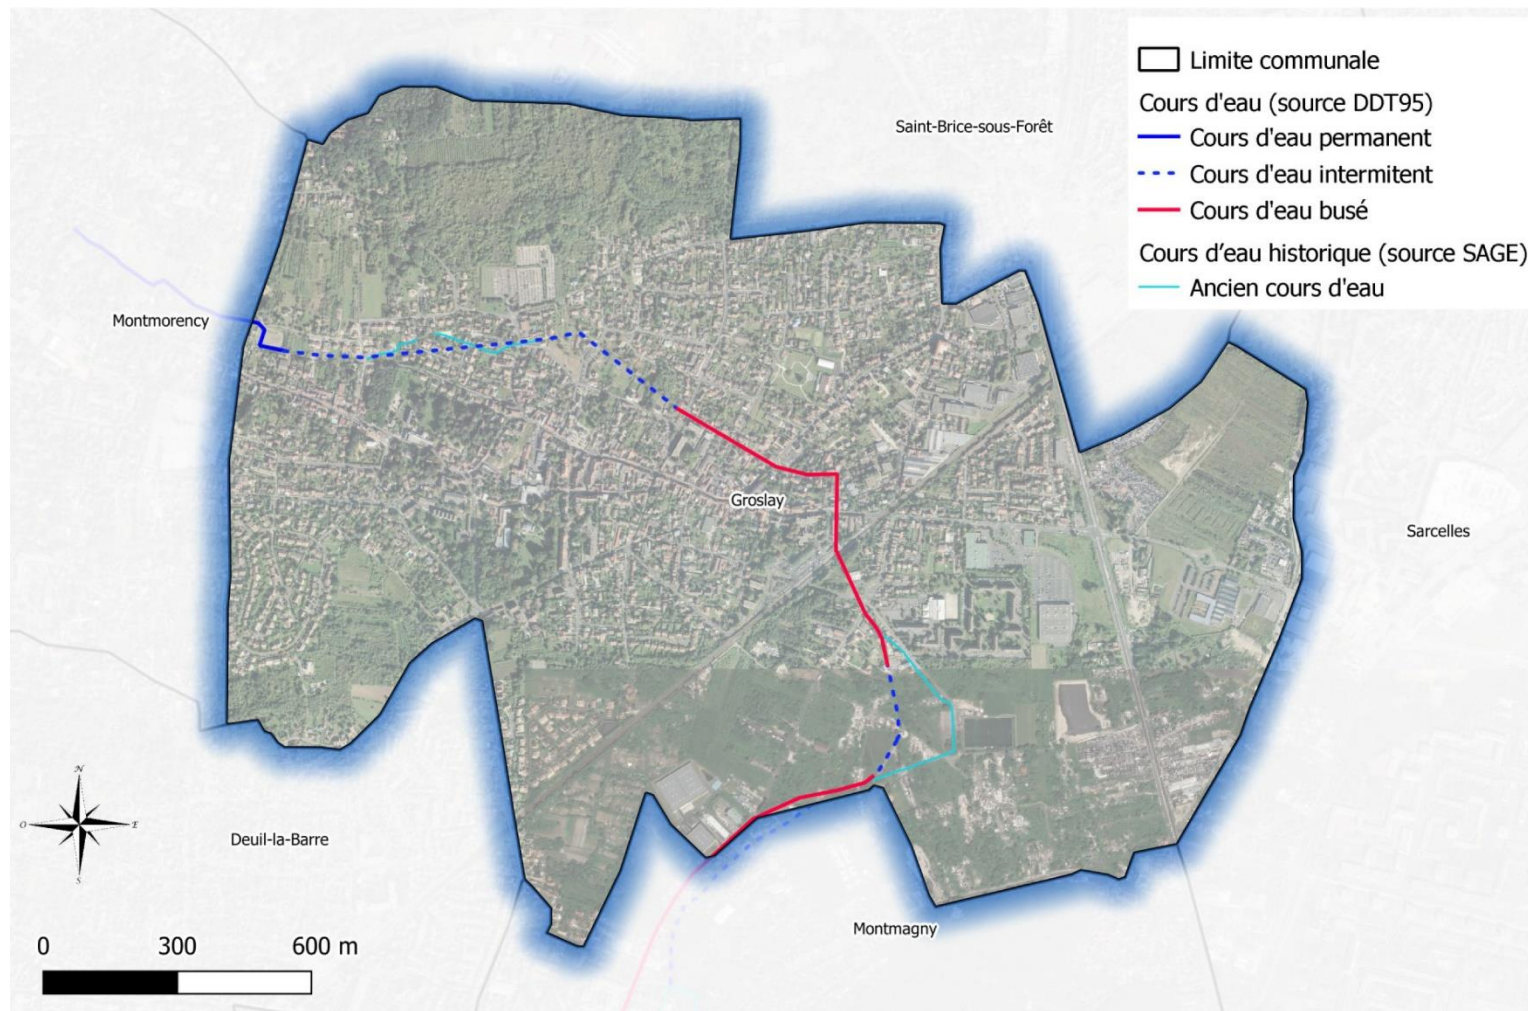 Limite communale
Cours d'eau (source DDT95)
Cours d'eau permanent
Cours d'eau intermitent
Cours d'eau busé
Cours d’eau historique (source SAGE)
Ancien cours d'eau
Saint-Brice-sous-Forêt
Montmorency
Groslay
Sarcelles
N
O
E
S
Deuil-la-Barre
Montmagny
0 300 600 m